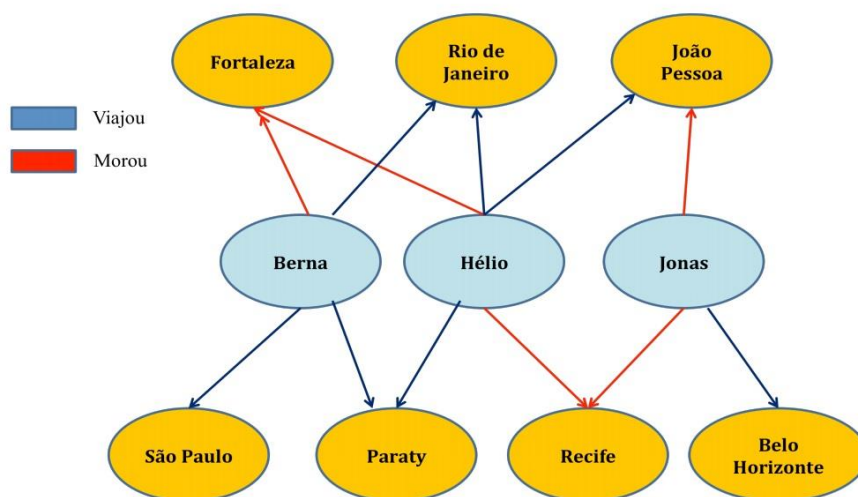 Fortaleza
Rio de
Janeiro
João
Pessoa
Viajou
Morou
Berna
Hélio
Jonas
São Paulo
Paraty
Recife
Belo
Horizonte